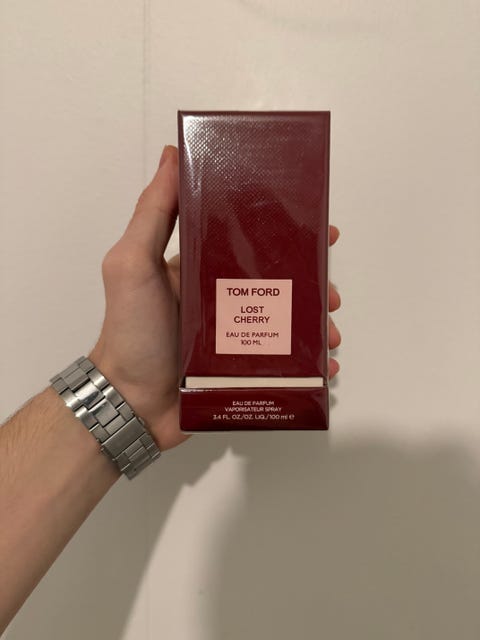 TOM FORD
LOST
CHERRY
EAU DE PARFUM
100 ML
EAU DE PARFUM
VAPORISATEUR SPRAY
3.4 FL. OZ./OZ. LIQ./100 ml ℮